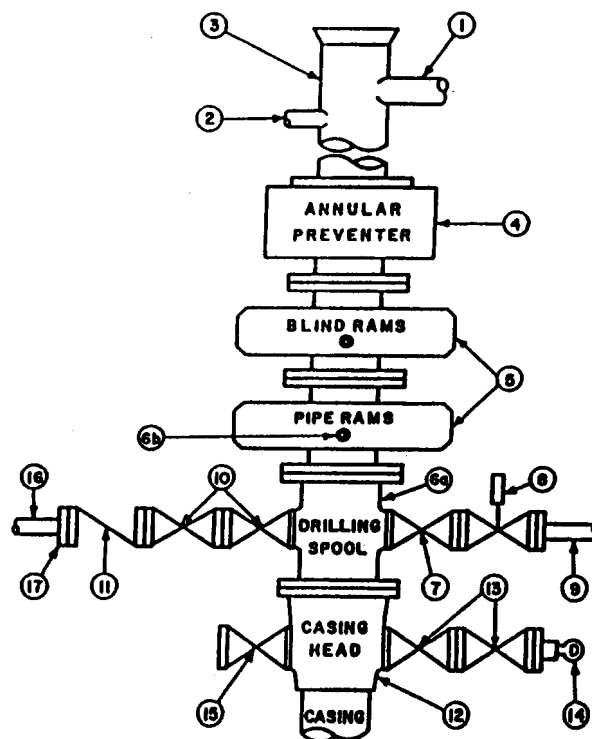 3
1
2
ANNULAR
PREVENTER
4
BLIND RAMS
5
PIPE RAMS
6b
16
10
6a
8
DRILLING
SPOOL
17
11
7
9
13
CASING
HEAD
D
15
12
14
CASING